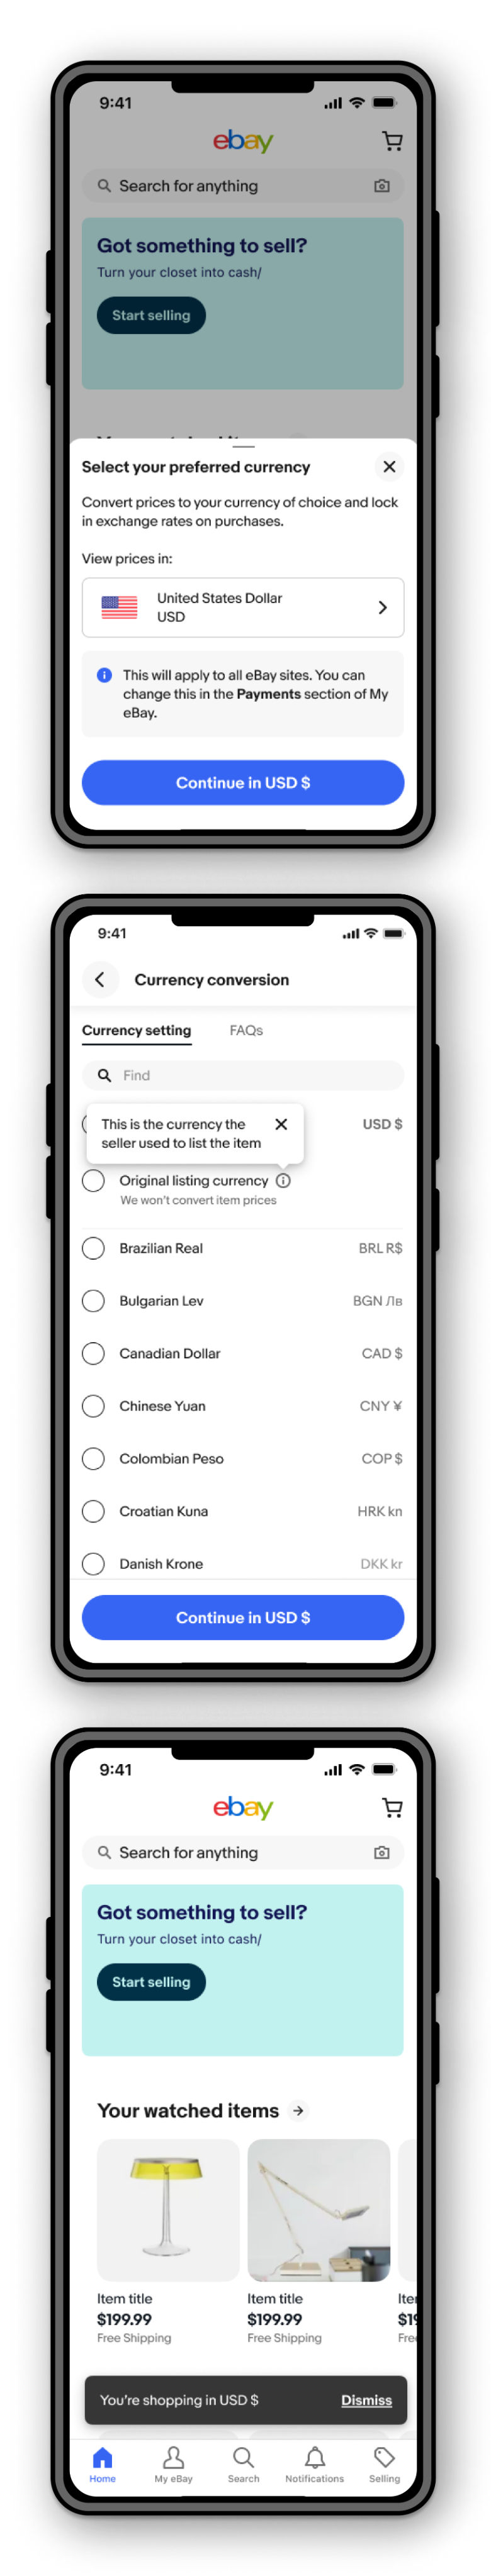 9:41
ebay
Search for anything
Got something to sell?
Turn your closet into cash/
Start selling
Select your preferred currency
Convert prices to your currency of choice and lock
in exchange rates on purchases.
View prices in:
United States Dollar
USD
This will apply to all eBay sites. You can
change this in the Payments section of My
eBay.
Continue in USD $
9:41
Currency conversion
Currency setting FAQs
Find
This is the currency the
seller used to list the item
USD $
Original listing currency
We won't convert item prices
Brazilian Real BRL R$
Bulgarian Lev BGN Лв
Canadian Dollar CAD $
Chinese Yuan CNY ¥
Colombian Peso COP $
Croatian Kuna HRK kn
Danish Krone DKK kr
Continue in USD $
9:41
ebay
Search for anything
Got something to sell?
Turn your closet into cash/
Start selling
Your watched items
Item title Item title
$199.99 $199.99
Free Shipping Free Shipping
You're shopping in USD $ Dismiss
Home My eBay Search Notifications Selling